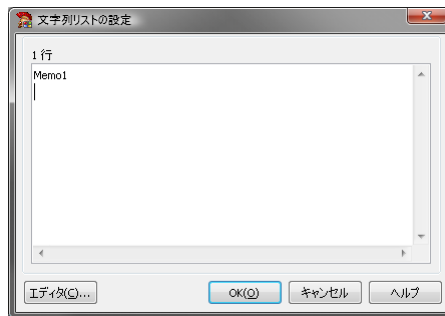 文字列リストの設定
1 行
Memo1
エディタ(C)...
OK(O)
キャンセル
ヘルプ